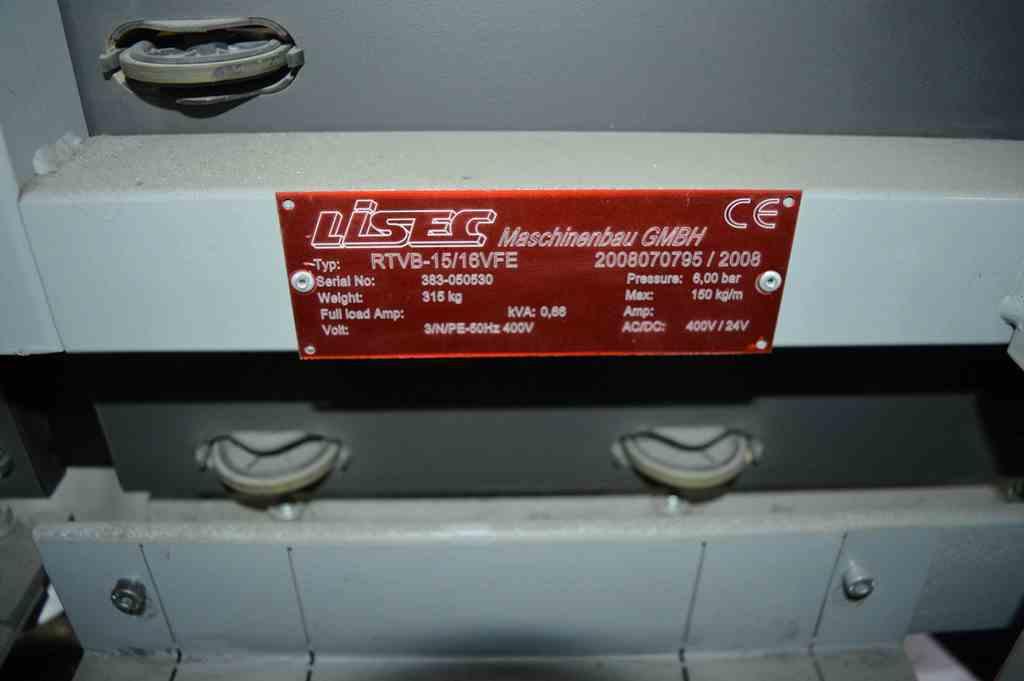 LiSEC Maschinenbau GMBH CE
Typ: RTVB-15/16VFE 2008070795 / 2008
Serial No: 383-050530 Pressure: 6,00 bar
Weight: 315 kg Max: 150 kg/m
Full load Amp: kVA: 0,66 Amp:
Volt: 3/N/PE-50Hz 400V AC/DC: 400V / 24V